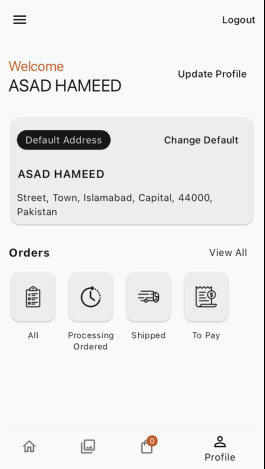 Logout
Welcome
ASAD HAMEED
Update Profile
Default Address
Change Default
ASAD HAMEED
Street, Town, Islamabad, Capital, 44000,
Pakistan
Orders
View All
All
Processing
Ordered
Shipped
To Pay
0
Profile